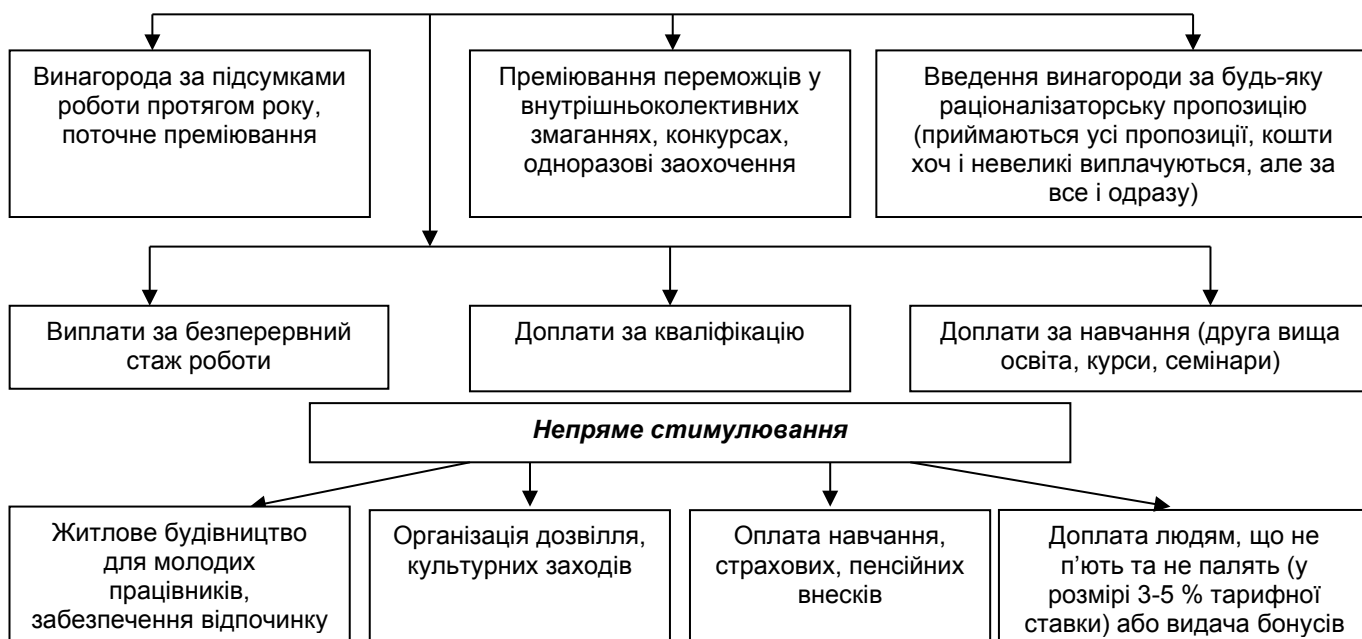 Винагорода за підсумками
роботи протягом року,
поточне преміювання
Преміювання переможців у
внутрішньоколективних
змаганнях, конкурсах,
одноразові заохочення
Введення винагороди за будь-яку
раціоналізаторську пропозицію
(приймаються усі пропозиції, кошти
хоч і невеликі виплачуються, але за
все і одразу)
Виплати за безперервний
стаж роботи
Доплати за кваліфікацію
Доплати за навчання (друга вища
освіта, курси, семінари)
Непряме стимулювання
Житлове будівництво
для молодих
працівників,
забезпечення відпочинку
Організація дозвілля,
культурних заходів
Оплата навчання,
страхових, пенсійних
внесків
Доплата людям, що не
п’ють та не палять (у
розмірі 3-5 % тарифної
ставки) або видача бонусів